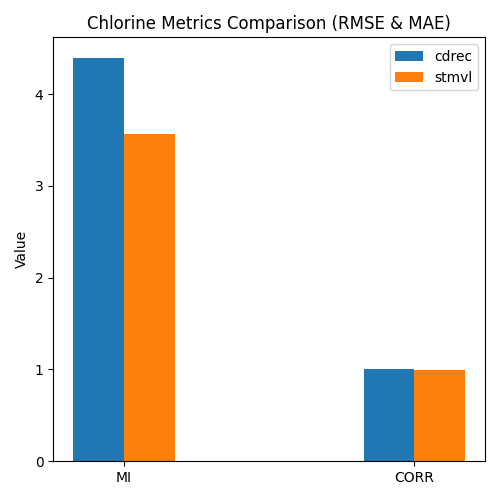 Chlorine Metrics Comparison (RMSE & MAE)
cdrec
stmvl
Value
4
3
2
1
0
MI
CORR